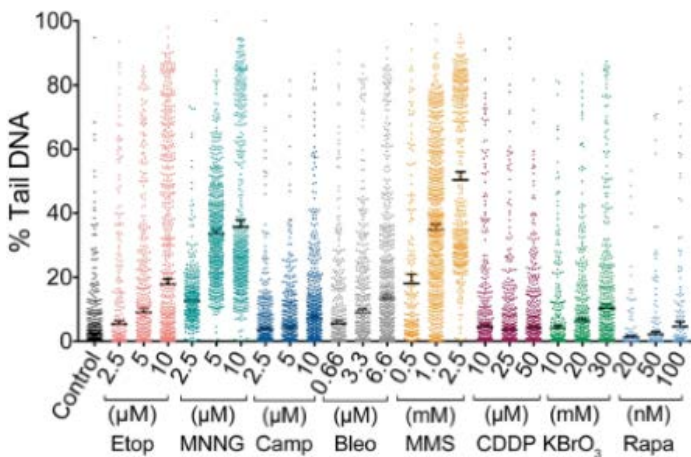 % Tail DNA
100
80
60
40
20
0
Control 2.5 5 10 2.5 5 10 2.5 5 10 0.66 3.3 6.6 0.5 1.0 2.5 10 25 50 10 20 30 20 50 100
(μM) (μM) (μM) (μM) (mM) (μM) (mM) (nM)
Etop MNNG Camp Bleo MMS CDDP KBrO₃ Rapa